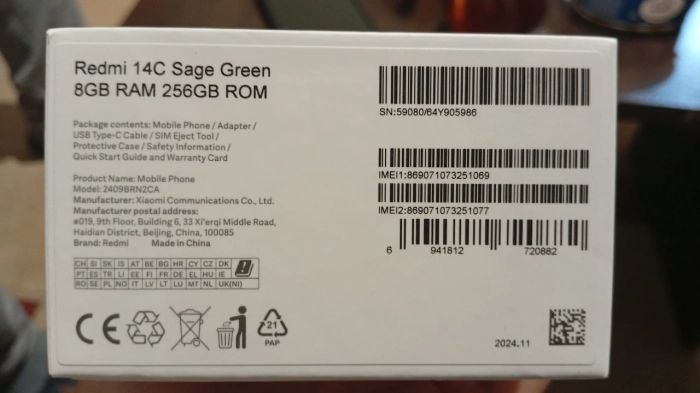 Redmi 14C Sage Green
8GB RAM 256GB ROM
Package contents: Mobile Phone / Adapter /
USB Type-C Cable / SIM Eject Tool /
Protective Case / Safety Information /
Quick Start Guide and Warranty Card
Product Name: Mobile Phone
Model: 2409BRN2CA
Manufacturer: Xiaomi Communications Co., Ltd.
Manufacturer postal address:
#019, 9th Floor, Building 6, 33 Xi'erqi Middle Road,
Haidian District, Beijing, China, 100085
Brand: Redmi Made in China
CH SI SK IS AT BE BG HR CY CZ DK
PT ES TR LI EE FI FR DE EL HU IE
RO SE PL NO IT LV LT LU MT NL UK(NI)
CE
21
PAP
SN:59080/64Y905986
IMEI1:869071073251069
IMEI2:869071073251077
6 941812 720882
2024.11